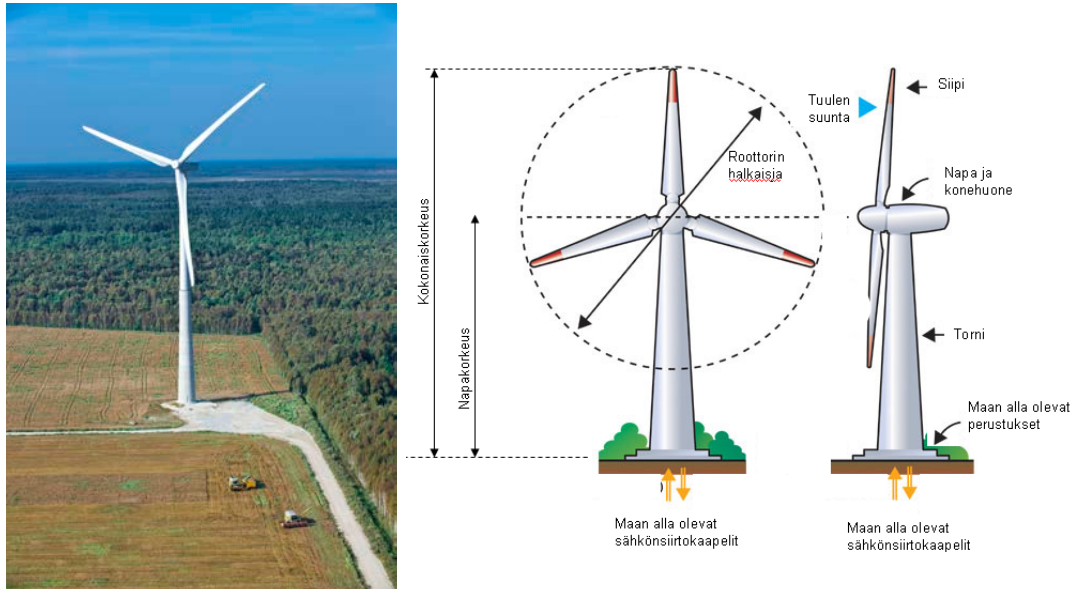 Kokonaiskorkeus
Napakorkeus
Roottorin
halkaisja
Tuulen
suunta
Siipi
Napa ja
konehuone
Torni
Maan alla olevat
perustukset
Maan alla olevat
sähkönsiirtokaapelit
Maan alla olevat
sähkönsiirtokaapelit